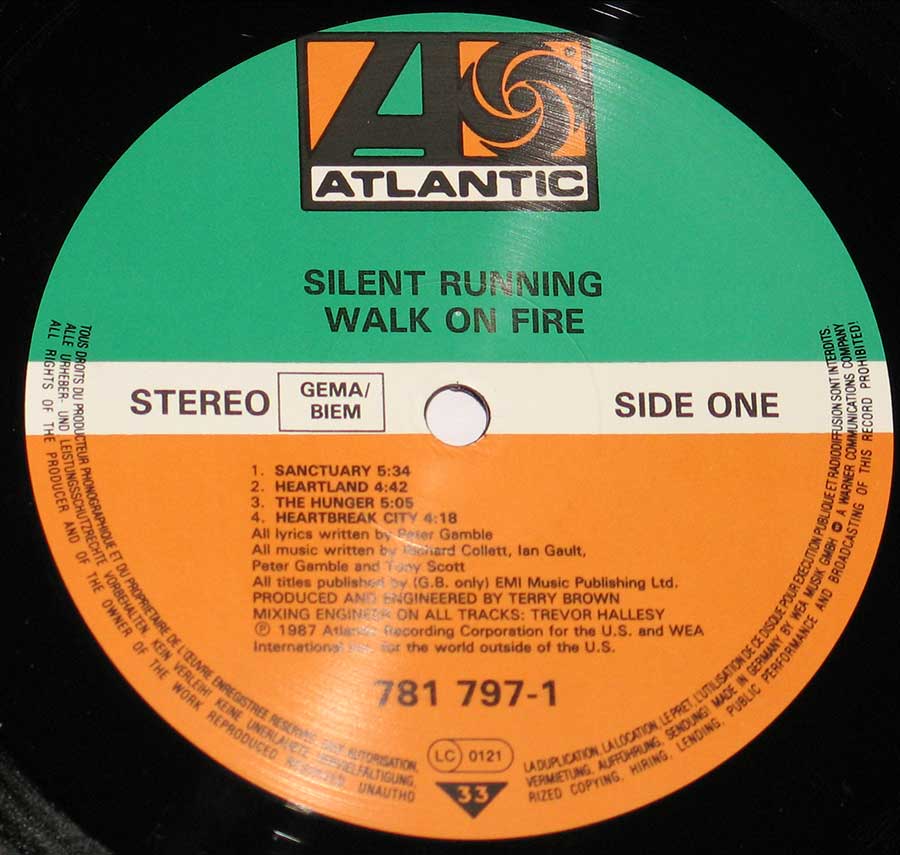 ATLANTIC
SILENT RUNNING
WALK ON FIRE
STEREO
GEMA/
BIEM
SIDE ONE
1. SANCTUARY 5:34
2. HEARTLAND 4:42
3. THE HUNGER 5:05
4. HEARTBREAK CITY 4:18
All lyrics written by Peter Gamble
All music written by Richard Collett, Ian Gault,
Peter Gamble and Tony Scott
All titles published by (G.B. only) EMI Music Publishing Ltd.
PRODUCED AND ENGINEERED BY TERRY BROWN
MIXING ENGINEER ON ALL TRACKS: TREVOR HALLESY
℗ 1987 Atlantic Recording Corporation for the U.S. and WEA
International for the world outside of the U.S.
781 797-1
LC 0121
33
TOUS DROITS DU PRODUCTEUR PHONOGRAPHIQUE ET DU PROPRIETAIRE DE L'ŒUVRE ENREGISTREE RESERVES. SAUF AUTORISATION,
LA DUPLICATION, LA LOCATION, LE PRET, L'UTILISATION DE CE DISQUE POUR EXECUTION PUBLIQUE ET RADIODIFFUSION SONT INTERDITS.
ALLE URHEBER- UND LEISTUNGSSCHUTZRECHTE VORBEHALTEN. KEIN VERLEIH! KEINE UNERLAUBTE VERVIELFÄLTIGUNG,
VERMIETUNG, AUFFÜHRUNG, SENDUNG! MADE IN GERMANY BY WEA MUSIK GMBH A WARNER COMMUNICATIONS COMPANY
ALL RIGHTS OF THE PRODUCER AND OF THE OWNER OF THE WORK REPRODUCED RESERVED. UNAUTHO
RIZED COPYING, HIRING, LENDING, PUBLIC PERFORMANCE AND BROADCASTING OF THIS RECORD PROHIBITED!